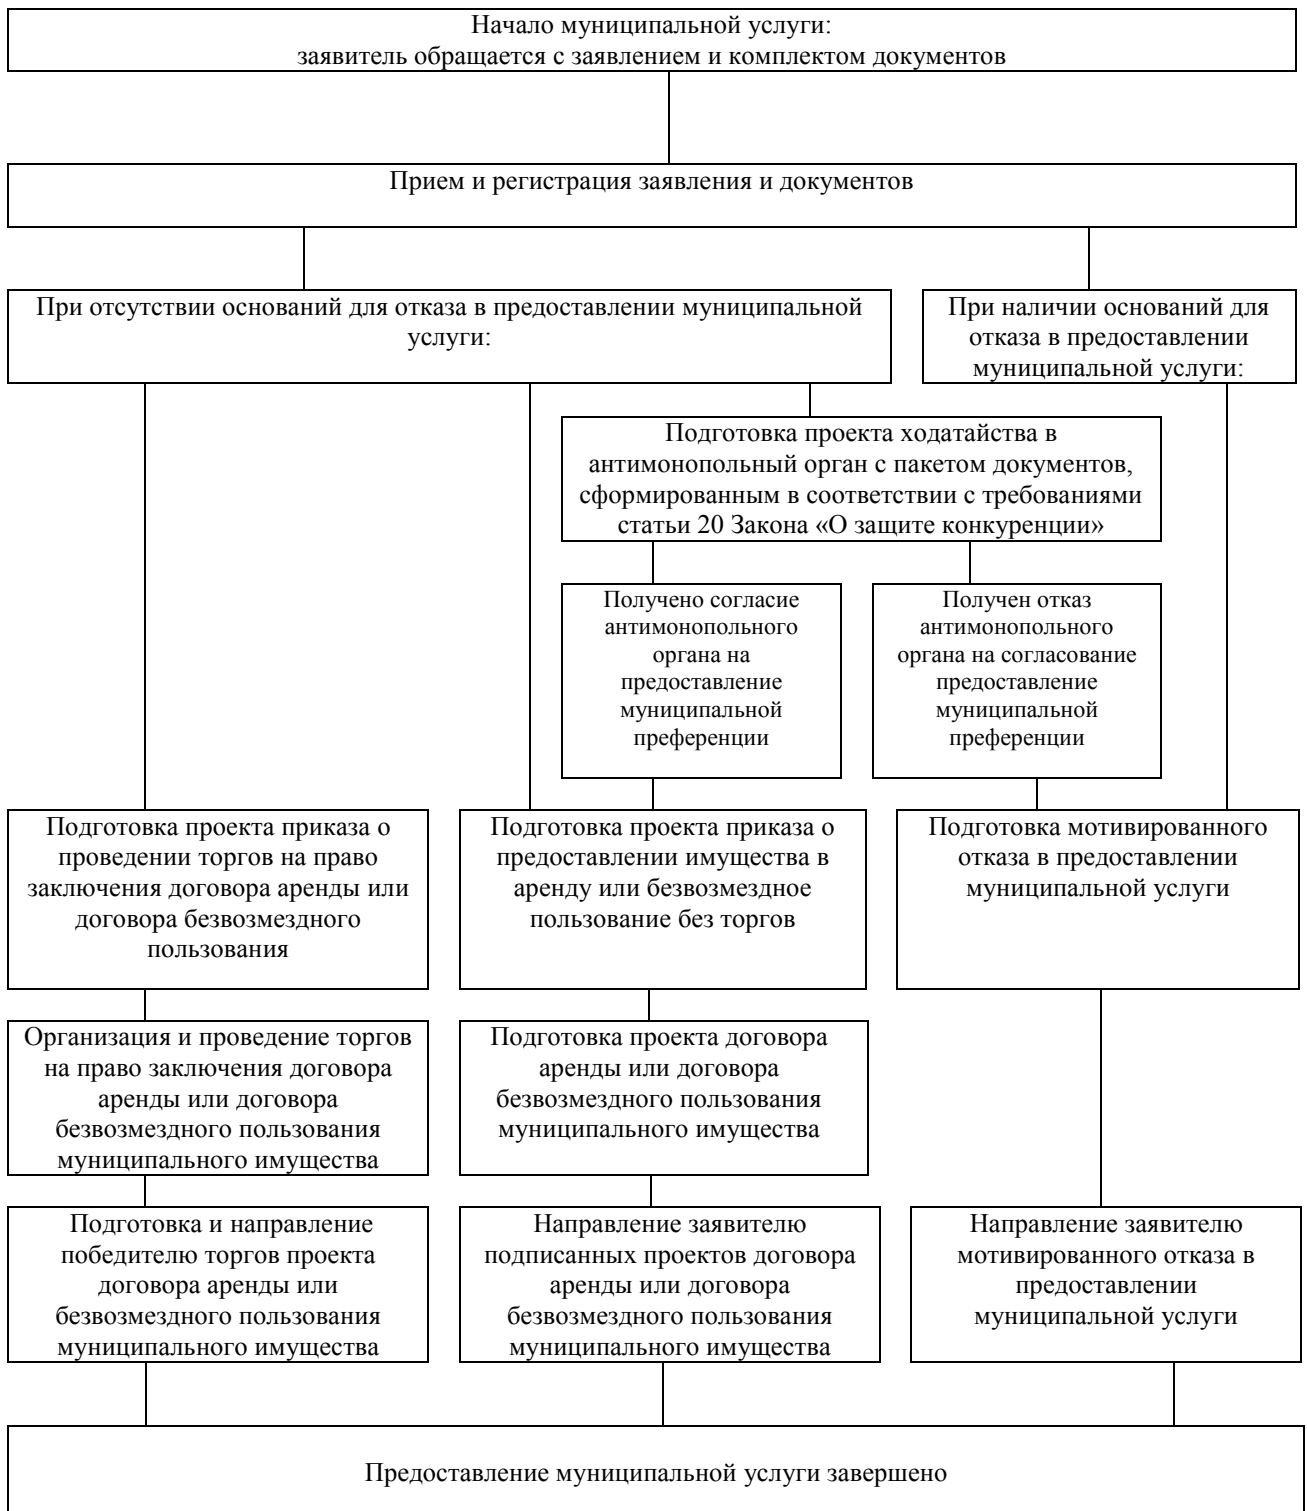 Начало муниципальной услуги:
заявитель обращается с заявлением и комплектом документов
Прием и регистрация заявления и документов
При отсутствии оснований для отказа в предоставлении муниципальной
услуги:
При наличии оснований для
отказа в предоставлении
муниципальной услуги:
Подготовка проекта ходатайства в
антимонопольный орган с пакетом документов,
сформированным в соответствии с требованиями
статьи 20 Закона «О защите конкуренции»
Получено согласие
антимонопольного
органа на
предоставление
муниципальной
преференции
Получен отказ
антимонопольного
органа на согласование
предоставление
муниципальной
преференции
Подготовка проекта приказа о
проведении торгов на право
заключения договора аренды или
договора безвозмездного
пользования
Подготовка проекта приказа о
предоставлении имущества в
аренду или безвозмездное
пользование без торгов
Подготовка мотивированного
отказа в предоставлении
муниципальной услуги
Организация и проведение торгов
на право заключения договора
аренды или договора
безвозмездного пользования
муниципального имущества
Подготовка проекта договора
аренды или договора
безвозмездного пользования
муниципального имущества
Подготовка и направление
победителю торгов проекта
договора аренды или
безвозмездного пользования
муниципального имущества
Направление заявителю
подписанных проектов договора
аренды или договора
безвозмездного пользования
муниципального имущества
Направление заявителю
мотивированного отказа в
предоставлении
муниципальной услуги
Предоставление муниципальной услуги завершено